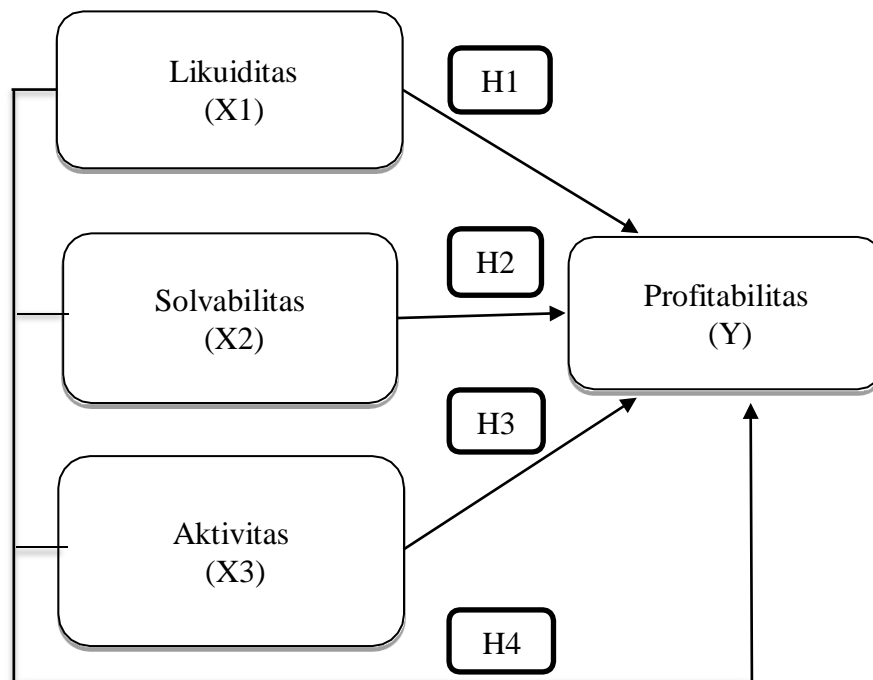 Likuiditas
(X1)
H1
Solvabilitas
(X2)
H2
Profitabilitas
(Y)
H3
Aktivitas
(X3)
H4